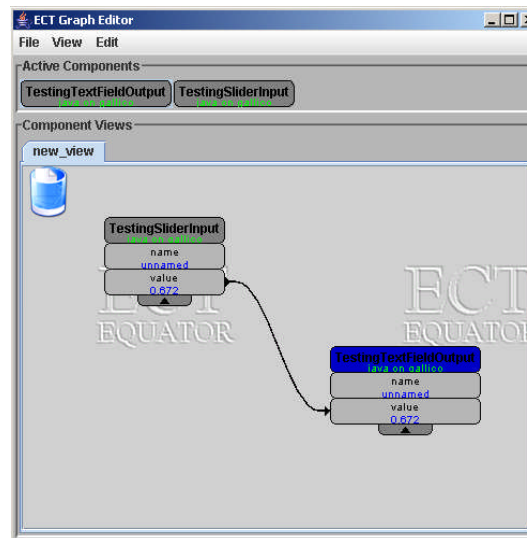 ECT Graph Editor
File View Edit
Active Components
TestingTextFieldOutput TestingSliderInput
java on gallico java on gallico
Component Views
new_view
TestingSliderInput
java on gallico
name
unnamed
value
0.672
ECT ECT
EQUATOR EQUATOR
TestingTextFieldOutput
java on gallico
name
unnamed
value
0.672